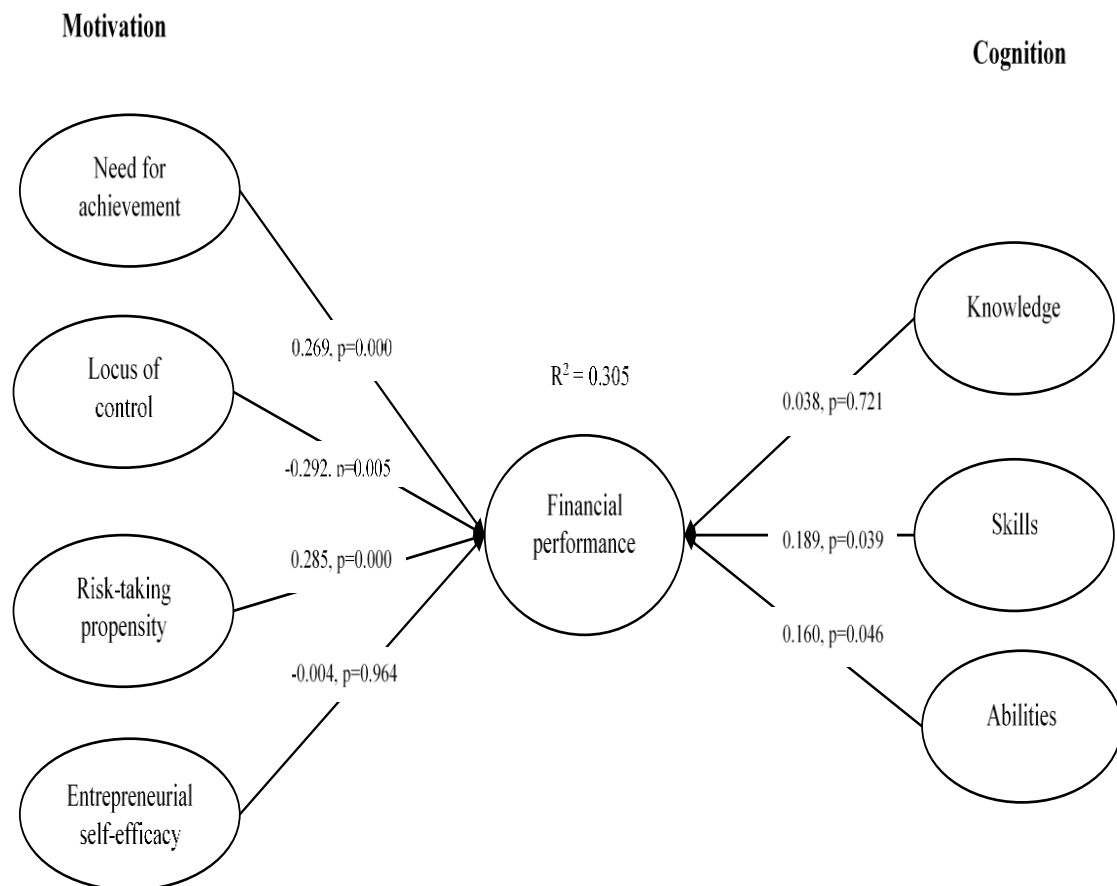 Motivation
Cognition
Need for
achievement
Knowledge
0.269, p=0.000
Locus of
control
R² = 0.305
0.038, p=0.721
-0.292. p=0.005
Financial
performance
Skills
0.189, p=0.039
0.285, p=0.000
Risk-taking
propensity
0.160, p=0.046
-0.004, p=0.964
Abilities
Entrepreneurial
self-efficacy